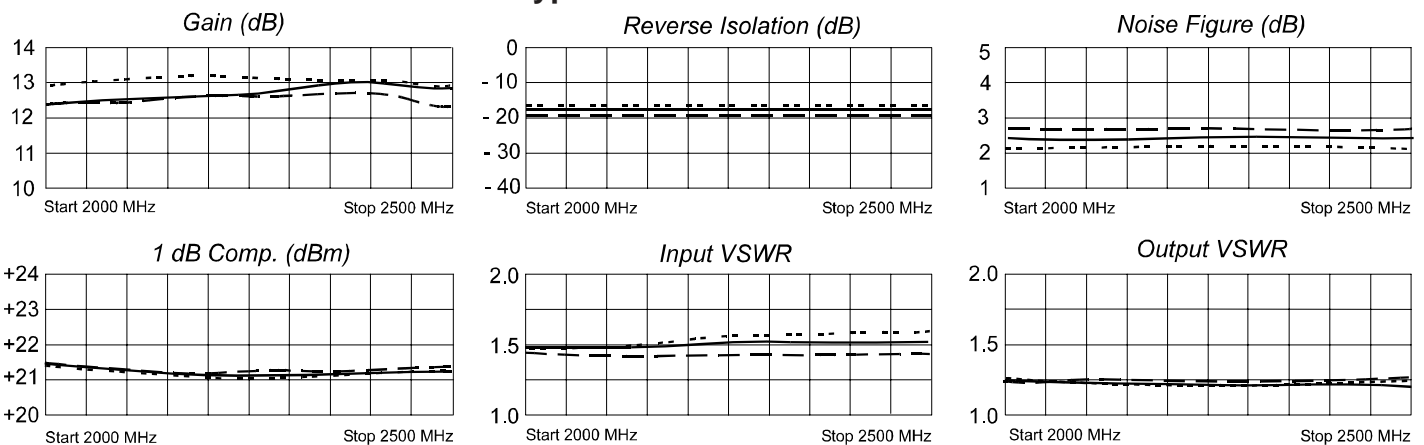 Gain (dB)
14
13
12
11
10
Start 2000 MHz
Stop 2500 MHz
Reverse Isolation (dB)
0
- 10
- 20
- 30
- 40
Start 2000 MHz
Stop 2500 MHz
Noise Figure (dB)
5
4
3
2
1
Start 2000 MHz
Stop 2500 MHz
1 dB Comp. (dBm)
+24
+23
+22
+21
+20
Start 2000 MHz
Stop 2500 MHz
Input VSWR
2.0
1.5
1.0
Start 2000 MHz
Stop 2500 MHz
Output VSWR
2.0
1.5
1.0
Start 2000 MHz
Stop 2500 MHz